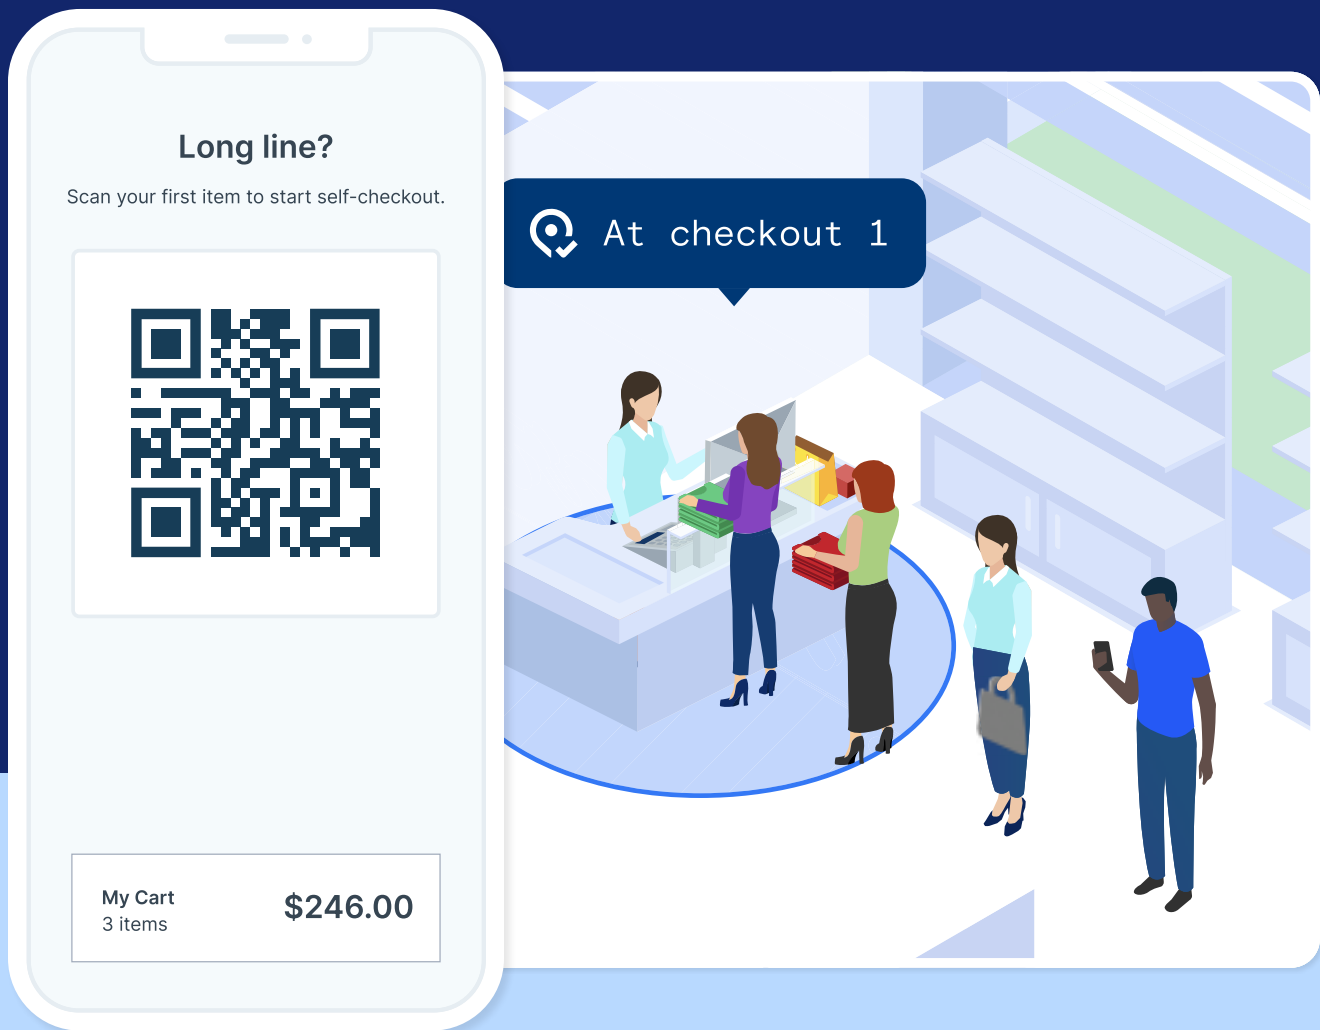 Long line?
Scan your first item to start self-checkout.
At checkout 1
My Cart
3 items
$246.00